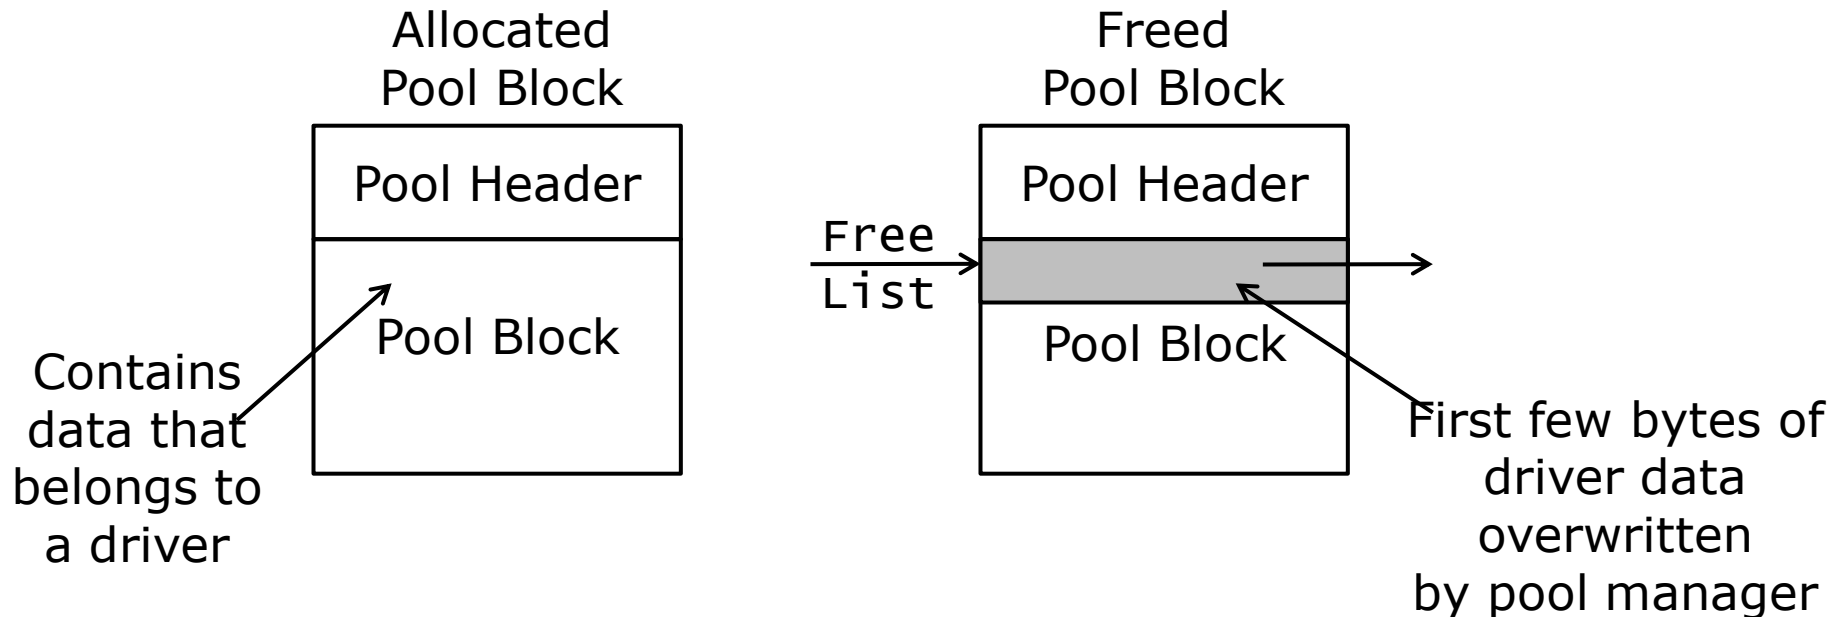 Allocated
Pool Block
Pool Header
Pool Block
Contains
data that
belongs to
a driver
Freed
Pool Block
Pool Header
Free
List
Pool Block
First few bytes of
driver data
overwritten
by pool manager